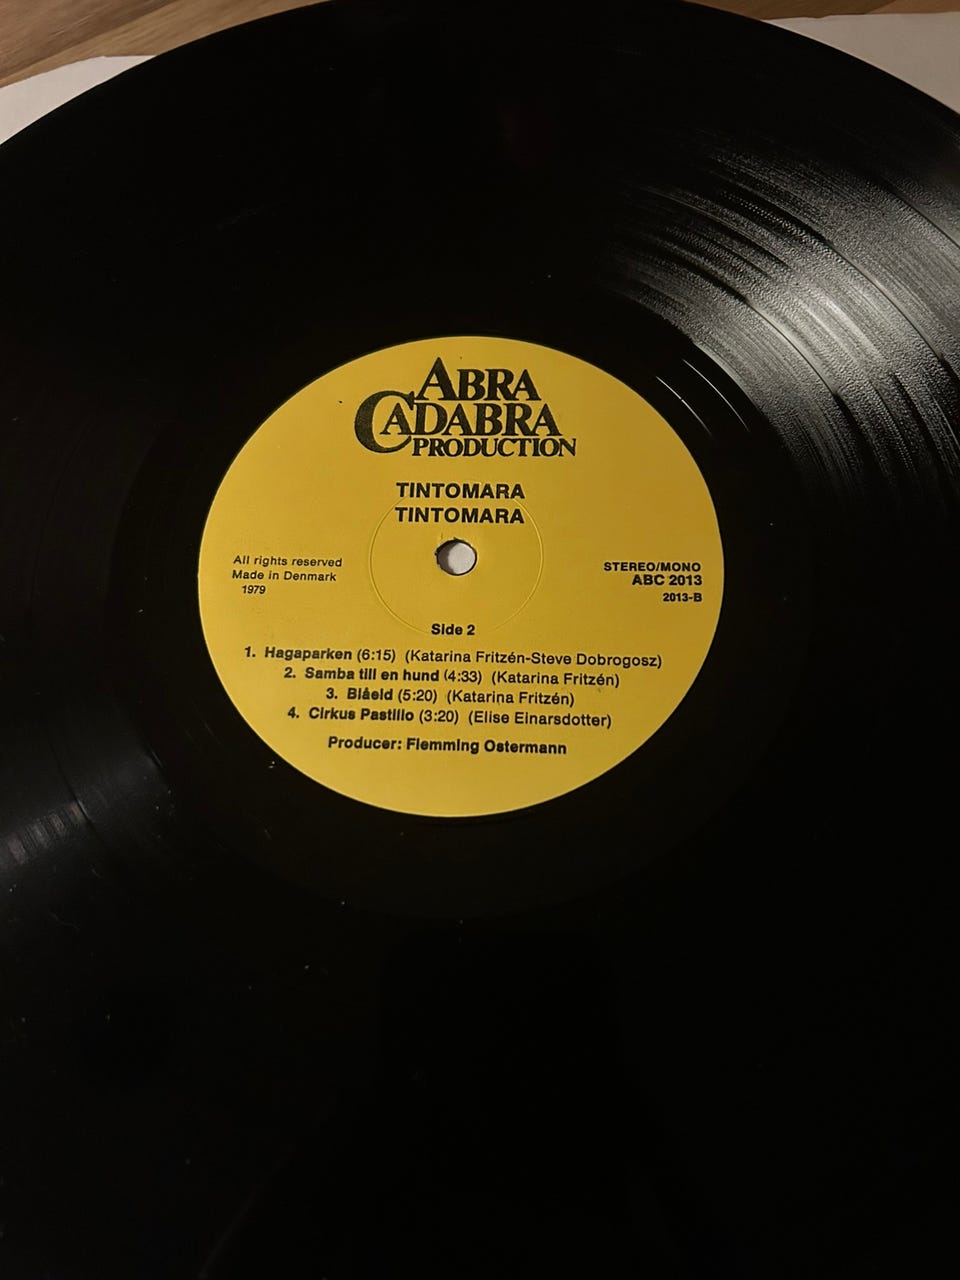 ABRA
CADABRA
PRODUCTION
TINTOMARA
TINTOMARA
All rights reserved
Made in Denmark
1979
STEREO/MONO
ABC 2013
2013-B
Side 2
1. Hagaparken (6:15) (Katarina Fritzén-Steve Dobrogosz)
2. Samba till en hund (4:33) (Katarina Fritzén)
3. Blåeld (5:20) (Katarina Fritzén)
4. Cirkus Pastillo (3:20) (Elise Einarsdotter)
Producer: Flemming Ostermann